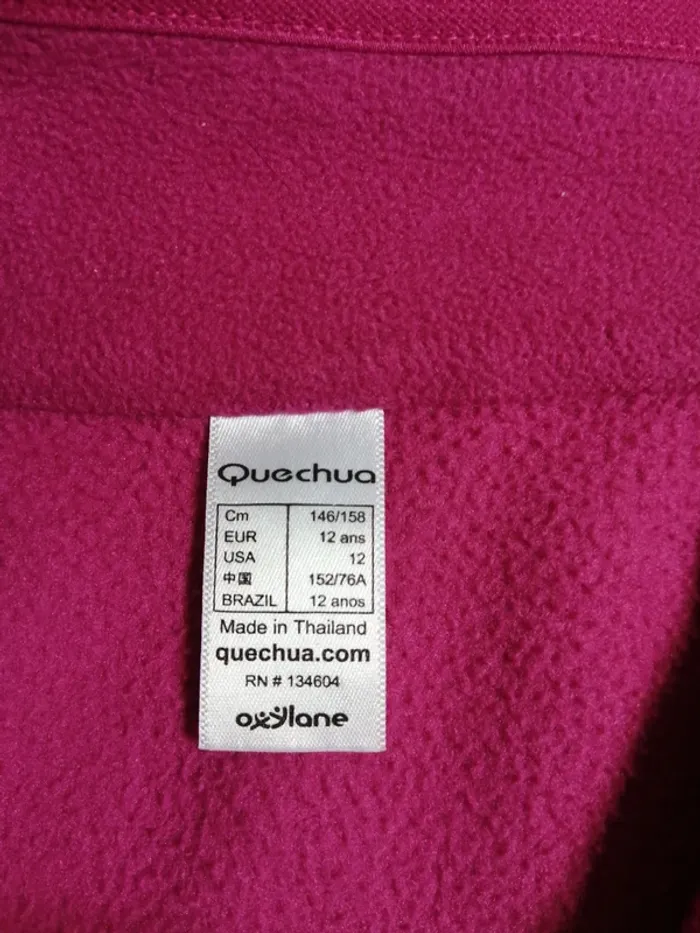 Quechua
Cm 146/158
EUR 12 ans
USA 12
中国 152/76A
BRAZIL 12 anos
Made in Thailand
quechua.com
RN # 134604
oxylane